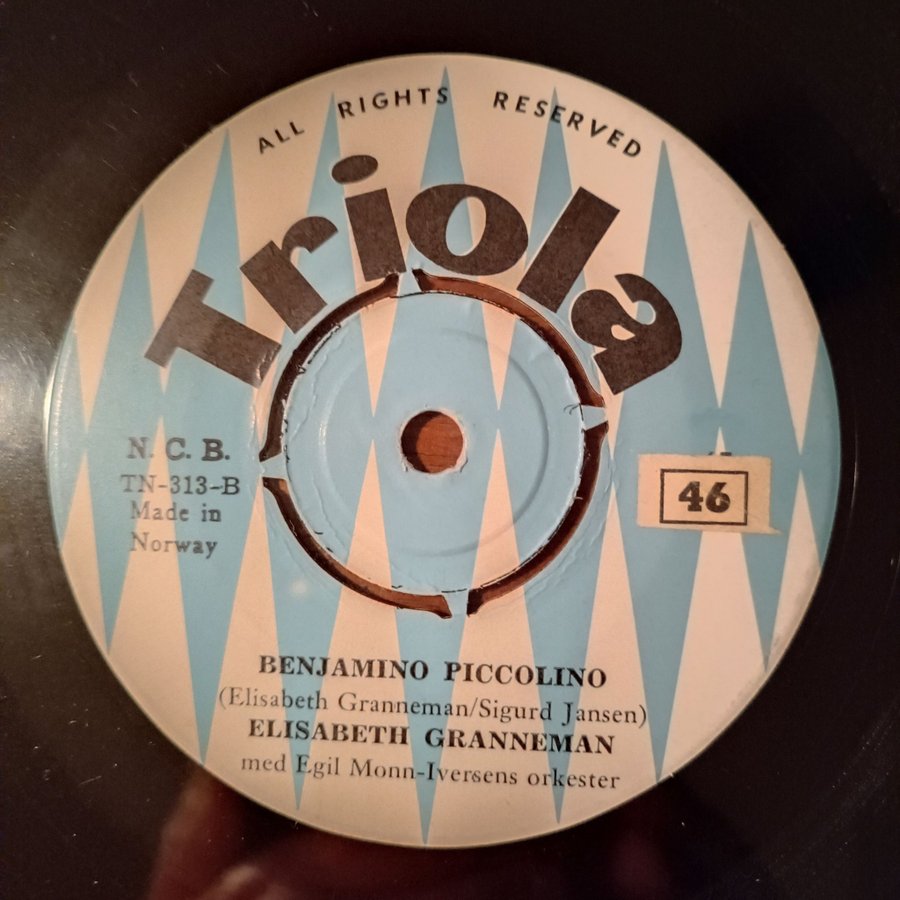 ALL RIGHTS RESERVED
Triola
N. C. B.
TN-313-B
Made in
Norway
46
BENJAMINO PICCOLINO
(Elisabeth Granneman/Sigurd Jansen)
ELISABETH GRANNEMAN
med Egil Monn-Iversens orkester